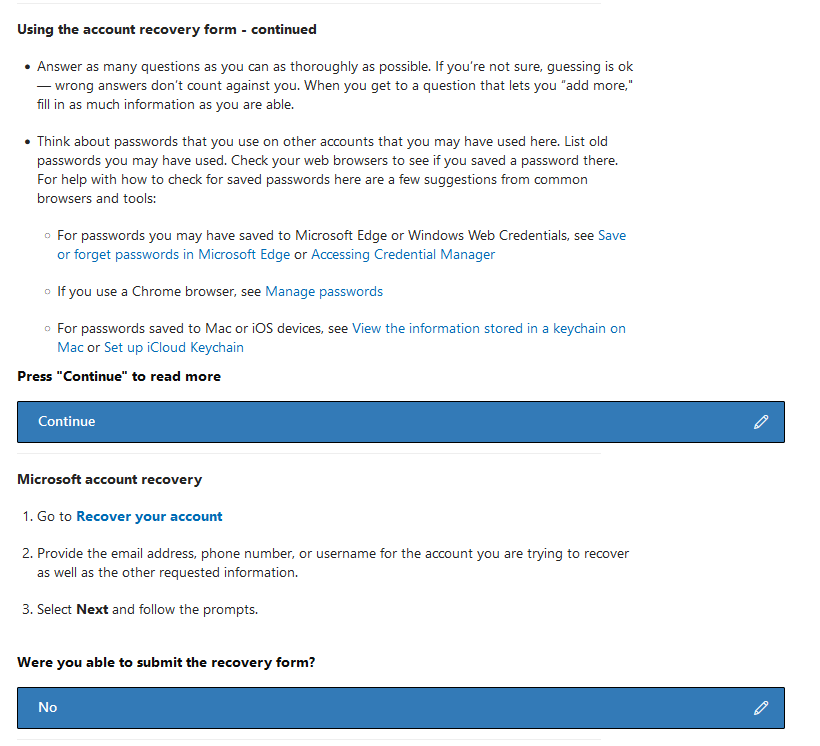 Using the account recovery form - continued
• Answer as many questions as you can as thoroughly as possible. If you're not sure, guessing is ok
— wrong answers don't count against you. When you get to a question that lets you “add more,"
fill in as much information as you are able.
• Think about passwords that you use on other accounts that you may have used here. List old
passwords you may have used. Check your web browsers to see if you saved a password there.
For help with how to check for saved passwords here are a few suggestions from common
browsers and tools:
○ For passwords you may have saved to Microsoft Edge or Windows Web Credentials, see Save
or forget passwords in Microsoft Edge or Accessing Credential Manager
○ If you use a Chrome browser, see Manage passwords
○ For passwords saved to Mac or iOS devices, see View the information stored in a keychain on
Mac or Set up iCloud Keychain
Press "Continue" to read more
Continue
Microsoft account recovery
1. Go to Recover your account
2. Provide the email address, phone number, or username for the account you are trying to recover
as well as the other requested information.
3. Select Next and follow the prompts.
Were you able to submit the recovery form?
No